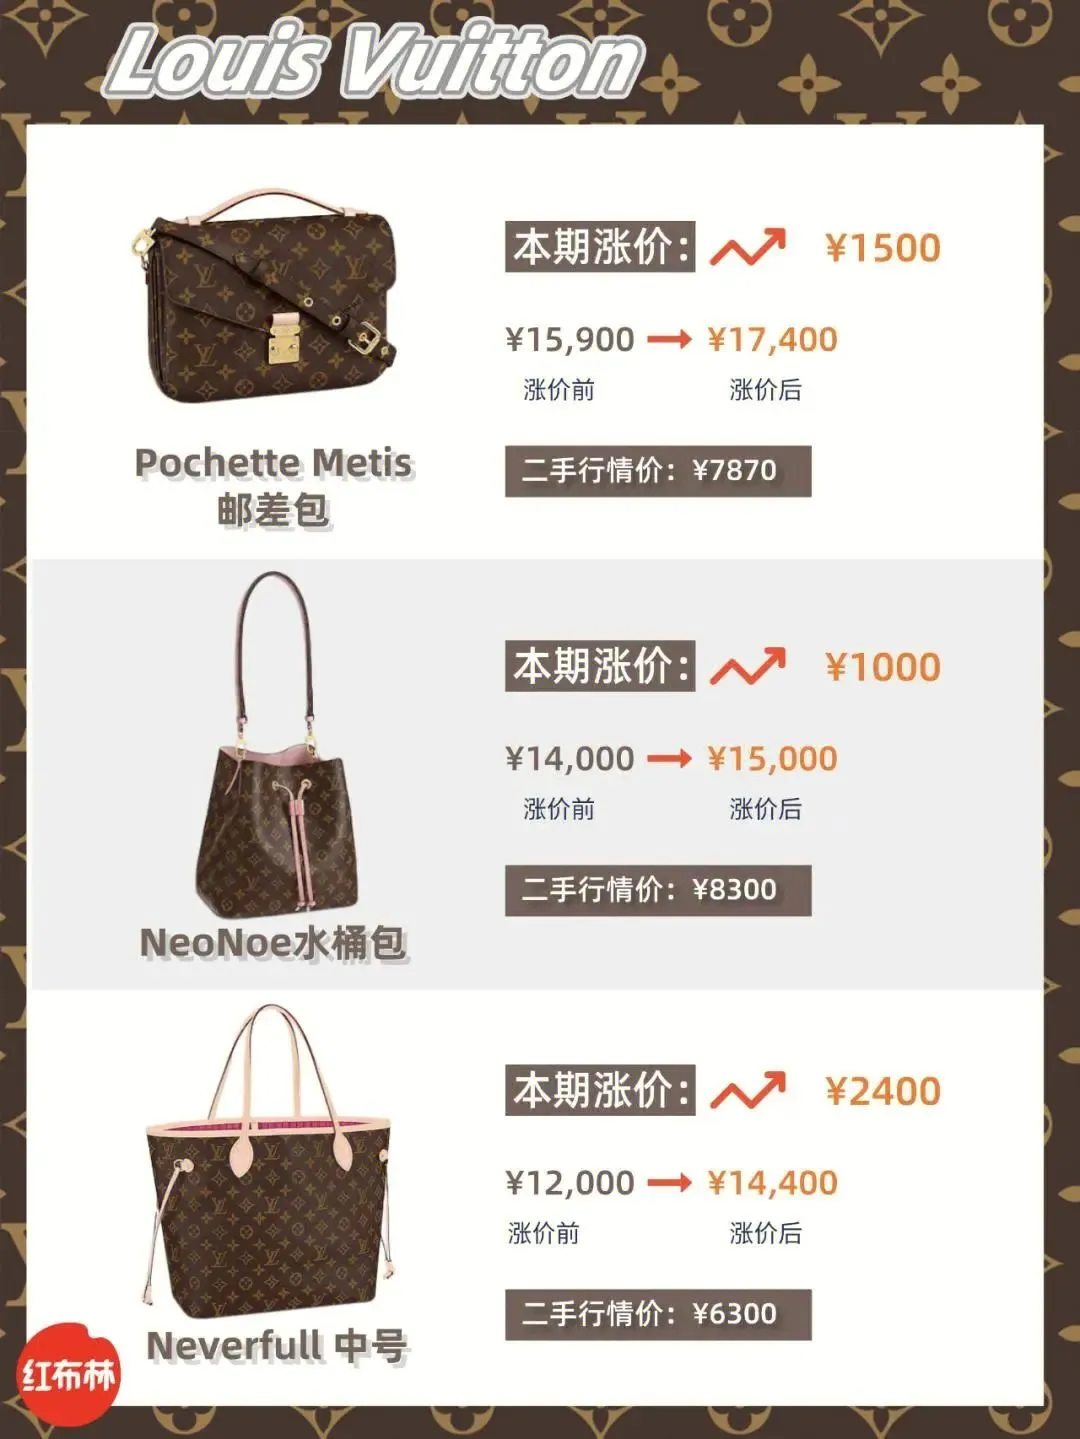 Louis Vuitton
本期涨价: ¥1500
¥15,900 ¥17,400
涨价前 涨价后
二手行情价: ¥7870
Pochette Metis
邮差包
本期涨价: ¥1000
¥14,000 ¥15,000
涨价前 涨价后
二手行情价: ¥8300
NeoNoe水桶包
本期涨价: ¥2400
¥12,000 ¥14,400
涨价前 涨价后
二手行情价: ¥6300
Neverfull 中号
红布林